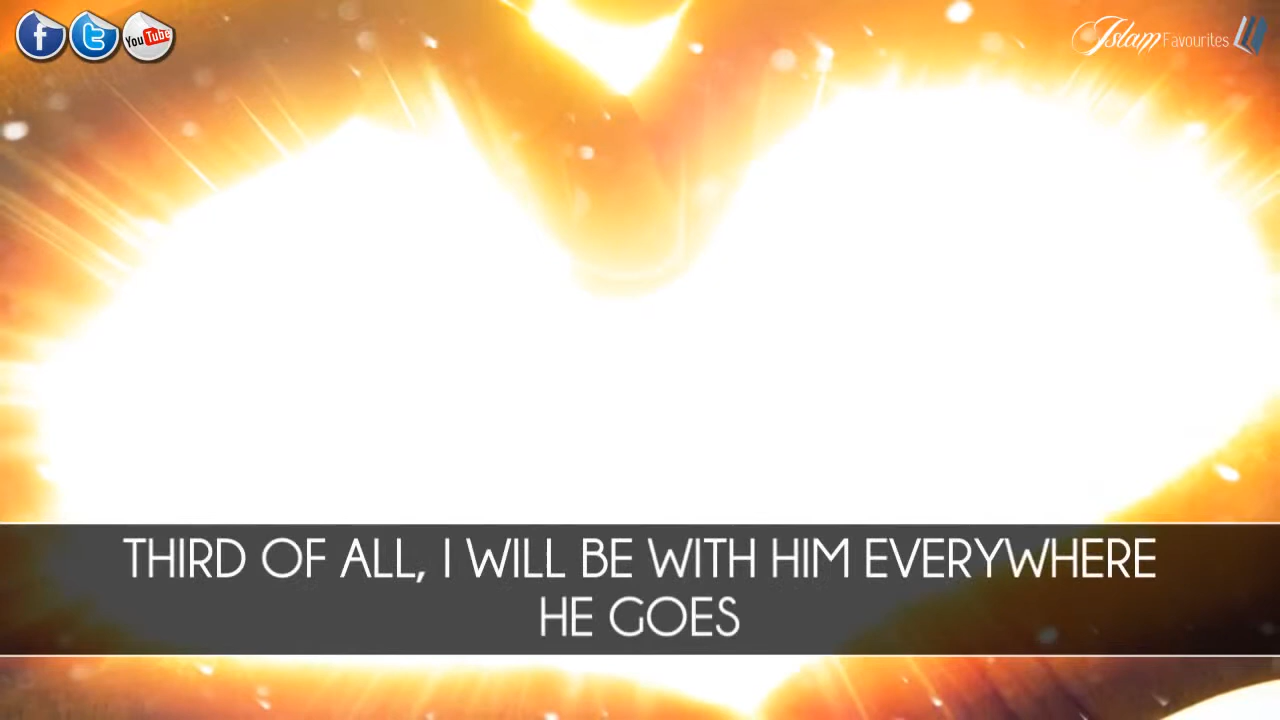 f
t
You Tube
Islam Favourites
THIRD OF ALL, I WILL BE WITH HIM EVERYWHERE
HE GOES